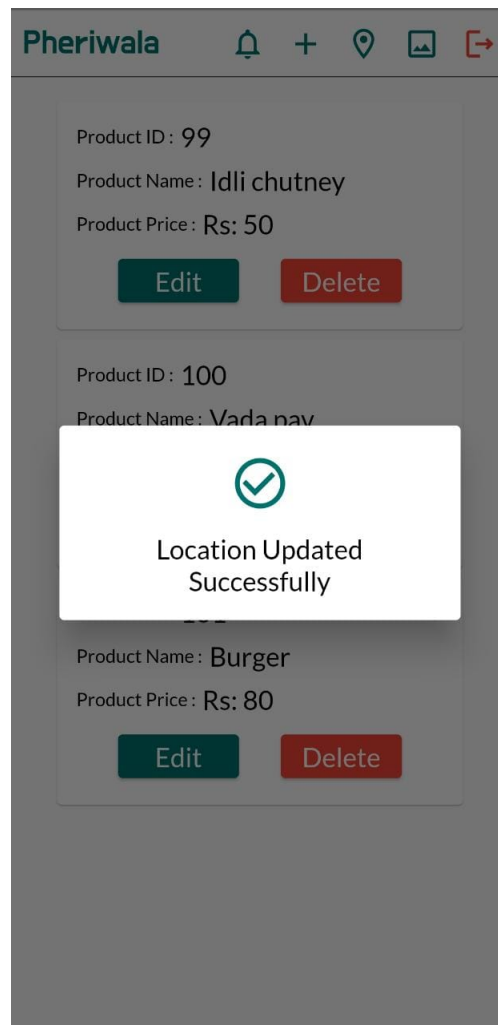 Pheriwala
Product ID : 99
Product Name : Idli chutney
Product Price : Rs: 50
Edit Delete
Product ID : 100
Product Name : Vada pav
Location Updated
Successfully
Product Name : Burger
Product Price : Rs: 80
Edit Delete